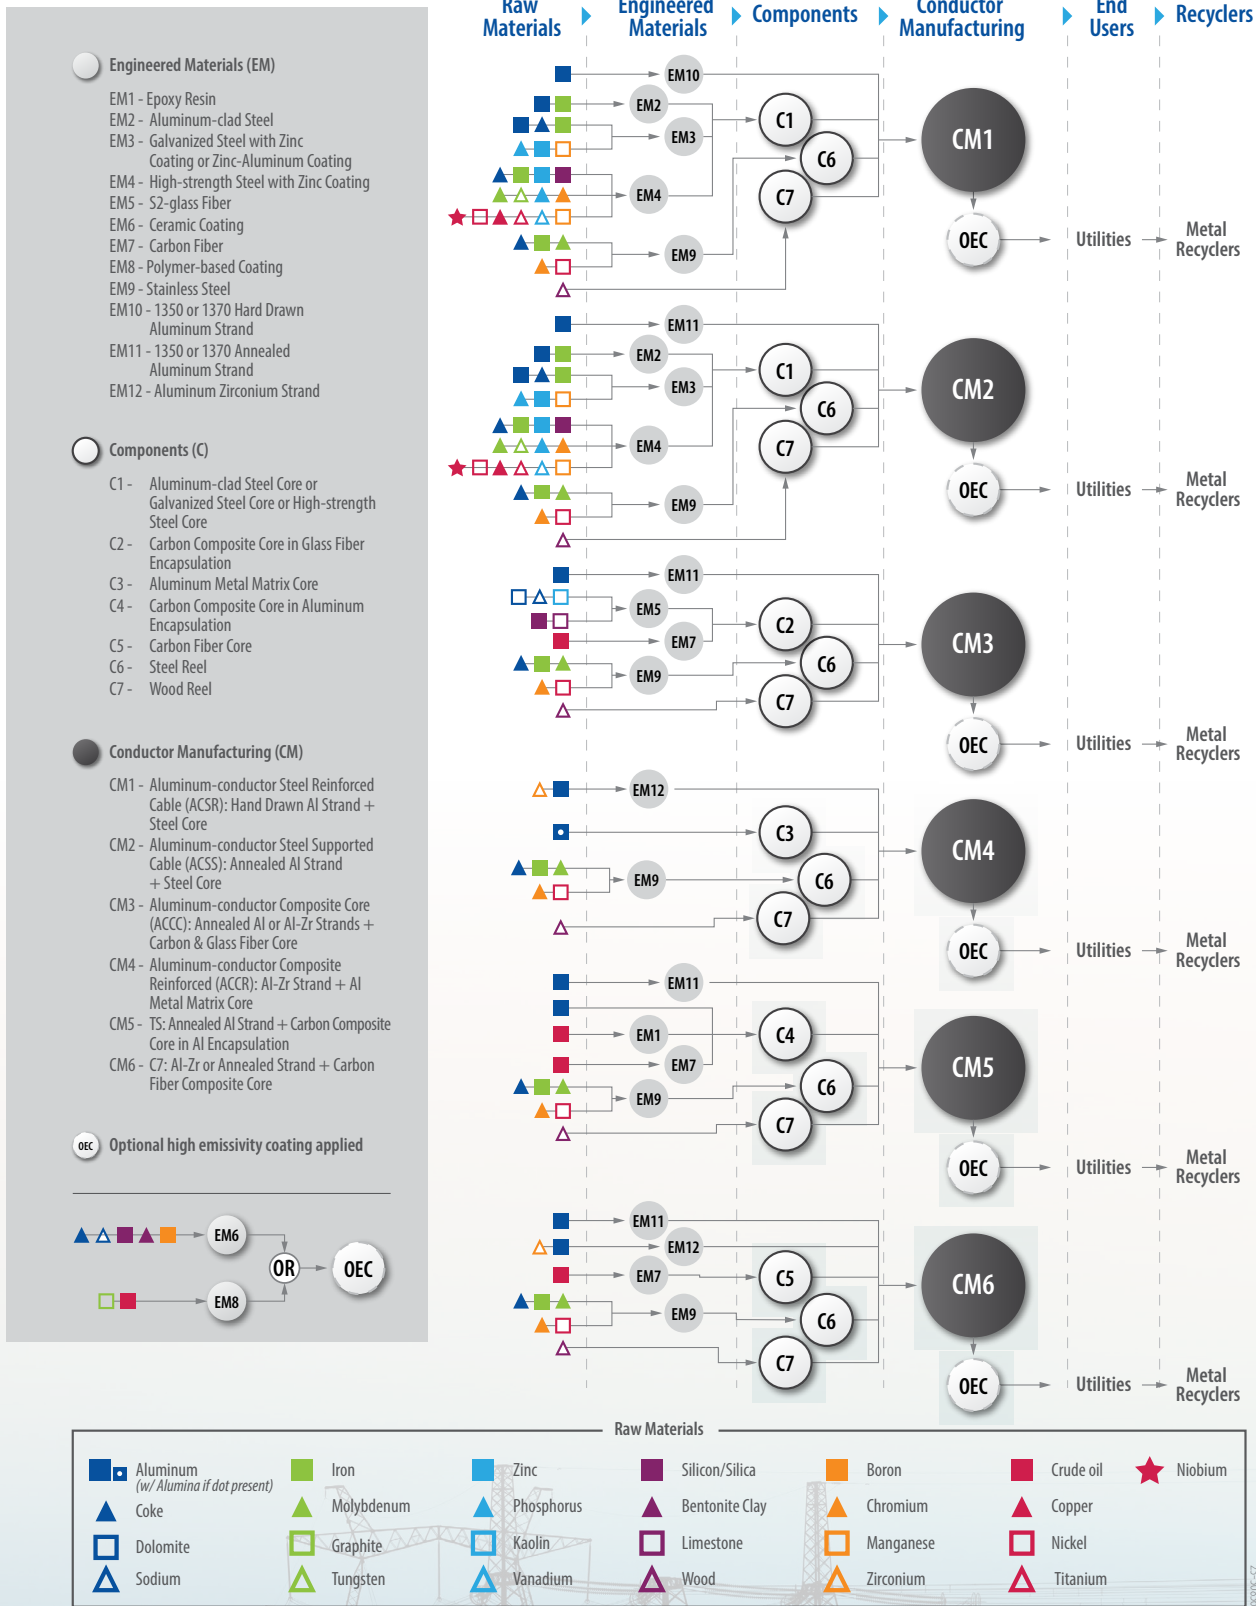 Raw
Materials
Engineered
Materials
Components
Conductor
Manufacturing
End
Users
Recyclers
Engineered Materials (EM)
EM1 - Epoxy Resin
EM2 - Aluminum-clad Steel
EM3 - Galvanized Steel with Zinc
Coating or Zinc-Aluminum Coating
EM4 - High-strength Steel with Zinc Coating
EM5 - S2-glass Fiber
EM6 - Ceramic Coating
EM7 - Carbon Fiber
EM8 - Polymer-based Coating
EM9 - Stainless Steel
EM10 - 1350 or 1370 Hard Drawn
Aluminum Strand
EM11 - 1350 or 1370 Annealed
Aluminum Strand
EM12 - Aluminum Zirconium Strand
Components (C)
C1 - Aluminum-clad Steel Core or
Galvanized Steel Core or High-strength
Steel Core
C2 - Carbon Composite Core in Glass Fiber
Encapsulation
C3 - Aluminum Metal Matrix Core
C4 - Carbon Composite Core in Aluminum
Encapsulation
C5 - Carbon Fiber Core
C6 - Steel Reel
C7 - Wood Reel
Conductor Manufacturing (CM)
CM1 - Aluminum-conductor Steel Reinforced
Cable (ACSR): Hand Drawn Al Strand +
Steel Core
CM2 - Aluminum-conductor Steel Supported
Cable (ACSS): Annealed Al Strand
+ Steel Core
CM3 - Aluminum-conductor Composite Core
(ACCC): Annealed Al or Al-Zr Strands +
Carbon & Glass Fiber Core
CM4 - Aluminum-conductor Composite
Reinforced (ACCR): Al-Zr Strand + Al
Metal Matrix Core
CM5 - TS: Annealed Al Strand + Carbon Composite
Core in Al Encapsulation
CM6 - C7: Al-Zr or Annealed Strand + Carbon
Fiber Composite Core
OEC Optional high emissivity coating applied
EM6
OR
OEC
EM8
EM10
EM2
C1
EM3
CM1
C6
EM4
C7
OEC
Utilities
Metal
Recyclers
EM9
EM11
EM2
C1
EM3
CM2
C6
EM4
C7
OEC
Utilities
Metal
Recyclers
EM9
EM11
EM5
C2
EM7
CM3
C6
EM9
C7
OEC
Utilities
Metal
Recyclers
EM12
C3
CM4
EM9
C6
C7
OEC
Utilities
Metal
Recyclers
EM11
EM1
C4
EM7
CM5
C6
EM9
C7
OEC
Utilities
Metal
Recyclers
EM11
EM12
EM7
C5
CM6
EM9
C6
C7
OEC
Utilities
Metal
Recyclers
Raw Materials
Aluminum
(w/ Alumina if dot present)
Iron
Zinc
Silicon/Silica
Boron
Crude oil
Niobium
Coke
Molybdenum
Phosphorus
Bentonite Clay
Chromium
Copper
Dolomite
Graphite
Kaolin
Limestone
Manganese
Nickel
Sodium
Tungsten
Vanadium
Wood
Zirconium
Titanium